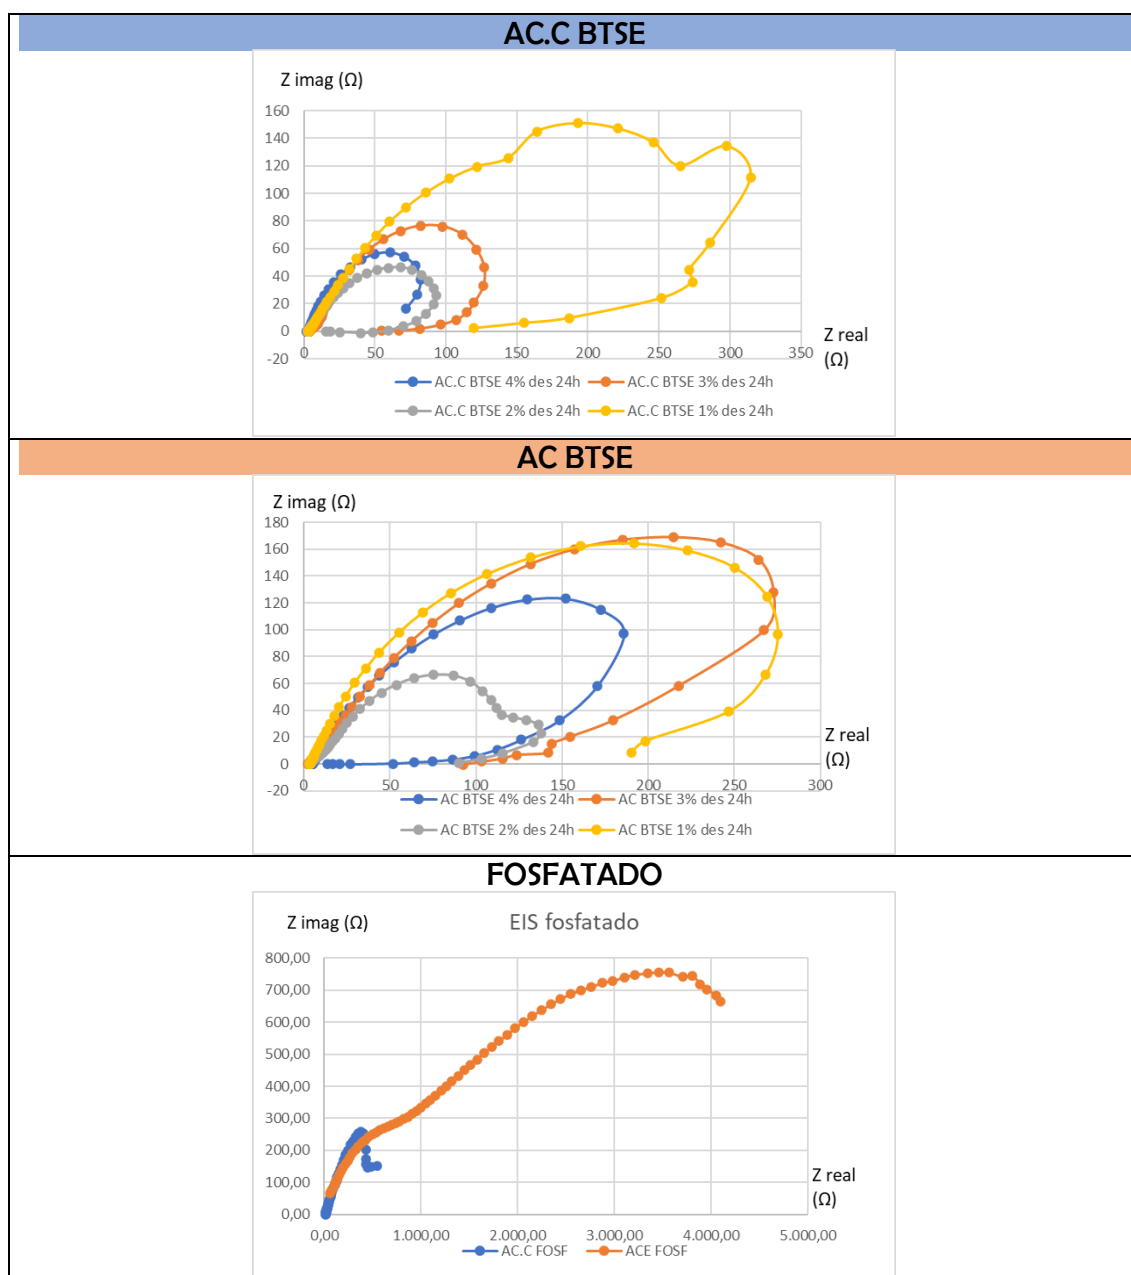 AC.C BTSE
Z imag (Ω)
160
140
120
100
80
60
40
20
0
-20
0 50 100 150 200 250 300 350
Z real
(Ω)
AC.C BTSE 4% des 24h AC.C BTSE 3% des 24h
AC.C BTSE 2% des 24h AC.C BTSE 1% des 24h
AC BTSE
Z imag (Ω)
180
160
140
120
100
80
60
40
20
0
-20
0 50 100 150 200 250 300
Z real
(Ω)
AC BTSE 4% des 24h AC BTSE 3% des 24h
AC BTSE 2% des 24h AC BTSE 1% des 24h
FOSFATADO
Z imag (Ω) EIS fosfatado
800,00
700,00
600,00
500,00
400,00
300,00
200,00
100,00
0,00
Z real
(Ω)
0,00 1.000,00 2.000,00 3.000,00 4.000,00 5.000,00
AC.C FOSF ACE FOSF